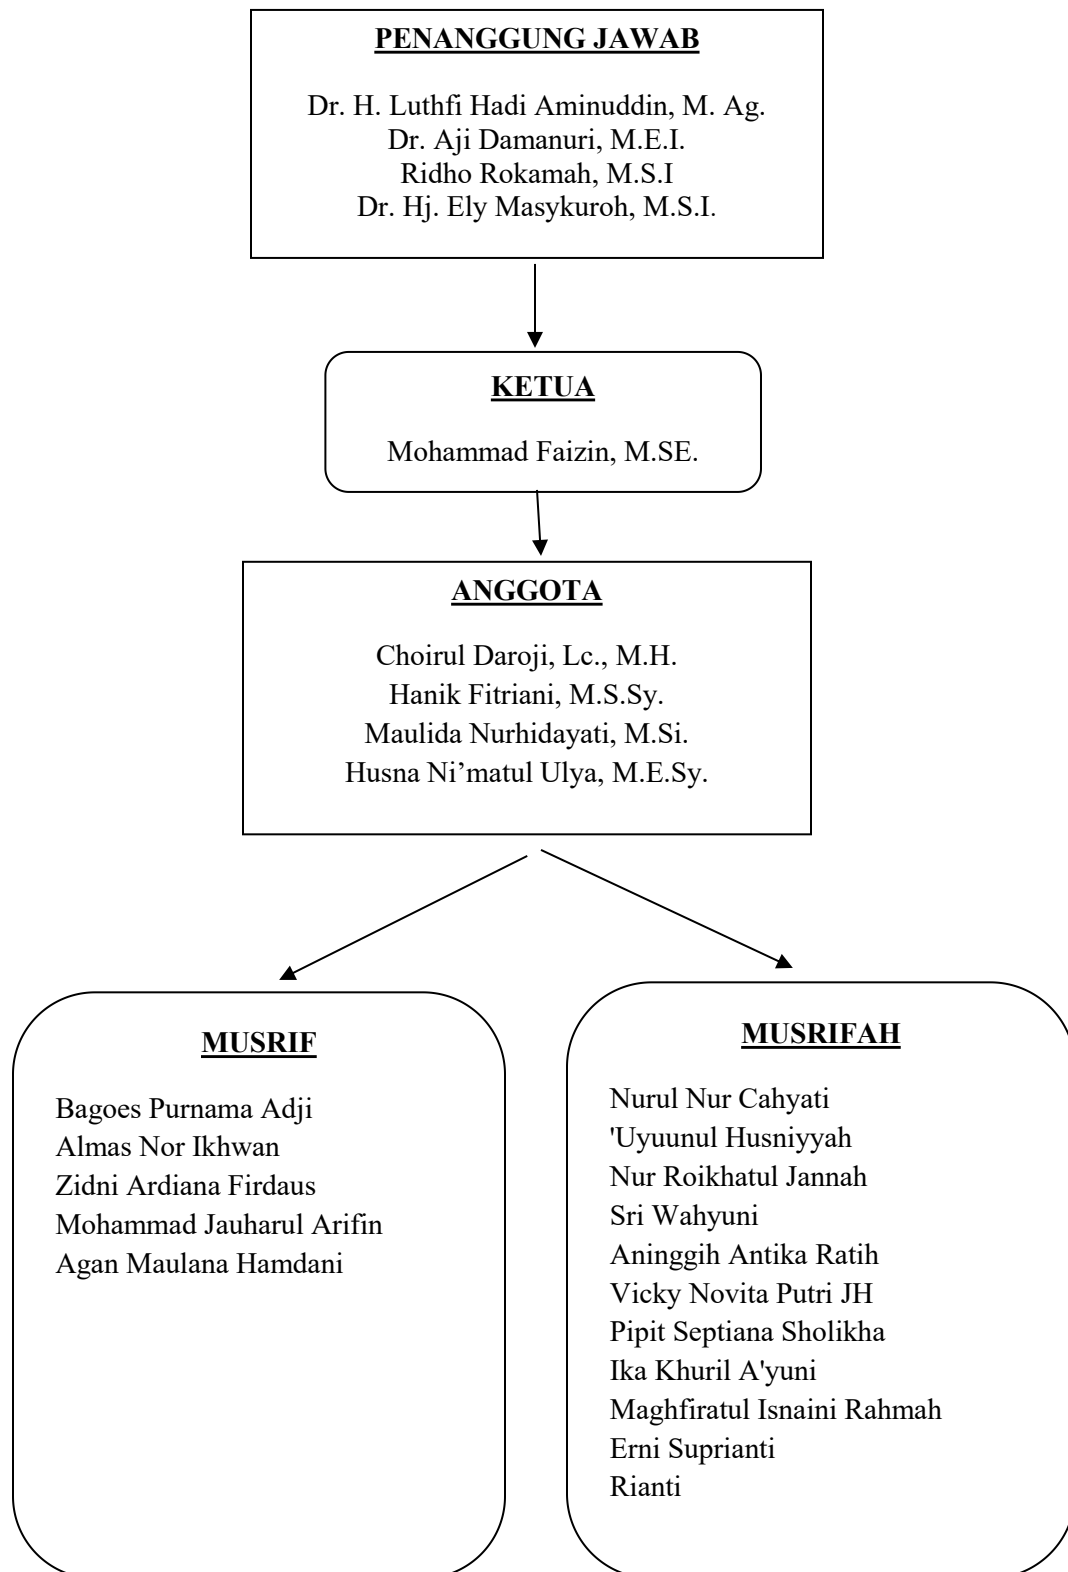 PENANGGUNG JAWAB
Dr. H. Luthfi Hadi Aminuddin, M. Ag.
Dr. Aji Damanuri, M.E.I.
Ridho Rokamah, M.S.I
Dr. Hj. Ely Masykuroh, M.S.I.
KETUA
Mohammad Faizin, M.SE.
ANGGOTA
Choirul Daroji, Lc., M.H.
Hanik Fitriani, M.S.Sy.
Maulida Nurhidayati, M.Si.
Husna Ni’matul Ulya, M.E.Sy.
MUSRIF
Bagoes Purnama Adji
Almas Nor Ikhwan
Zidni Ardiana Firdaus
Mohammad Jauharul Arifin
Agan Maulana Hamdani
MUSRIFAH
Nurul Nur Cahyati
'Uyuunul Husniyyah
Nur Roikhatul Jannah
Sri Wahyuni
Aninggih Antika Ratih
Vicky Novita Putri JH
Pipit Septiana Sholikha
Ika Khuril A'yuni
Maghfiratul Isnaini Rahmah
Erni Suprianti
Rianti